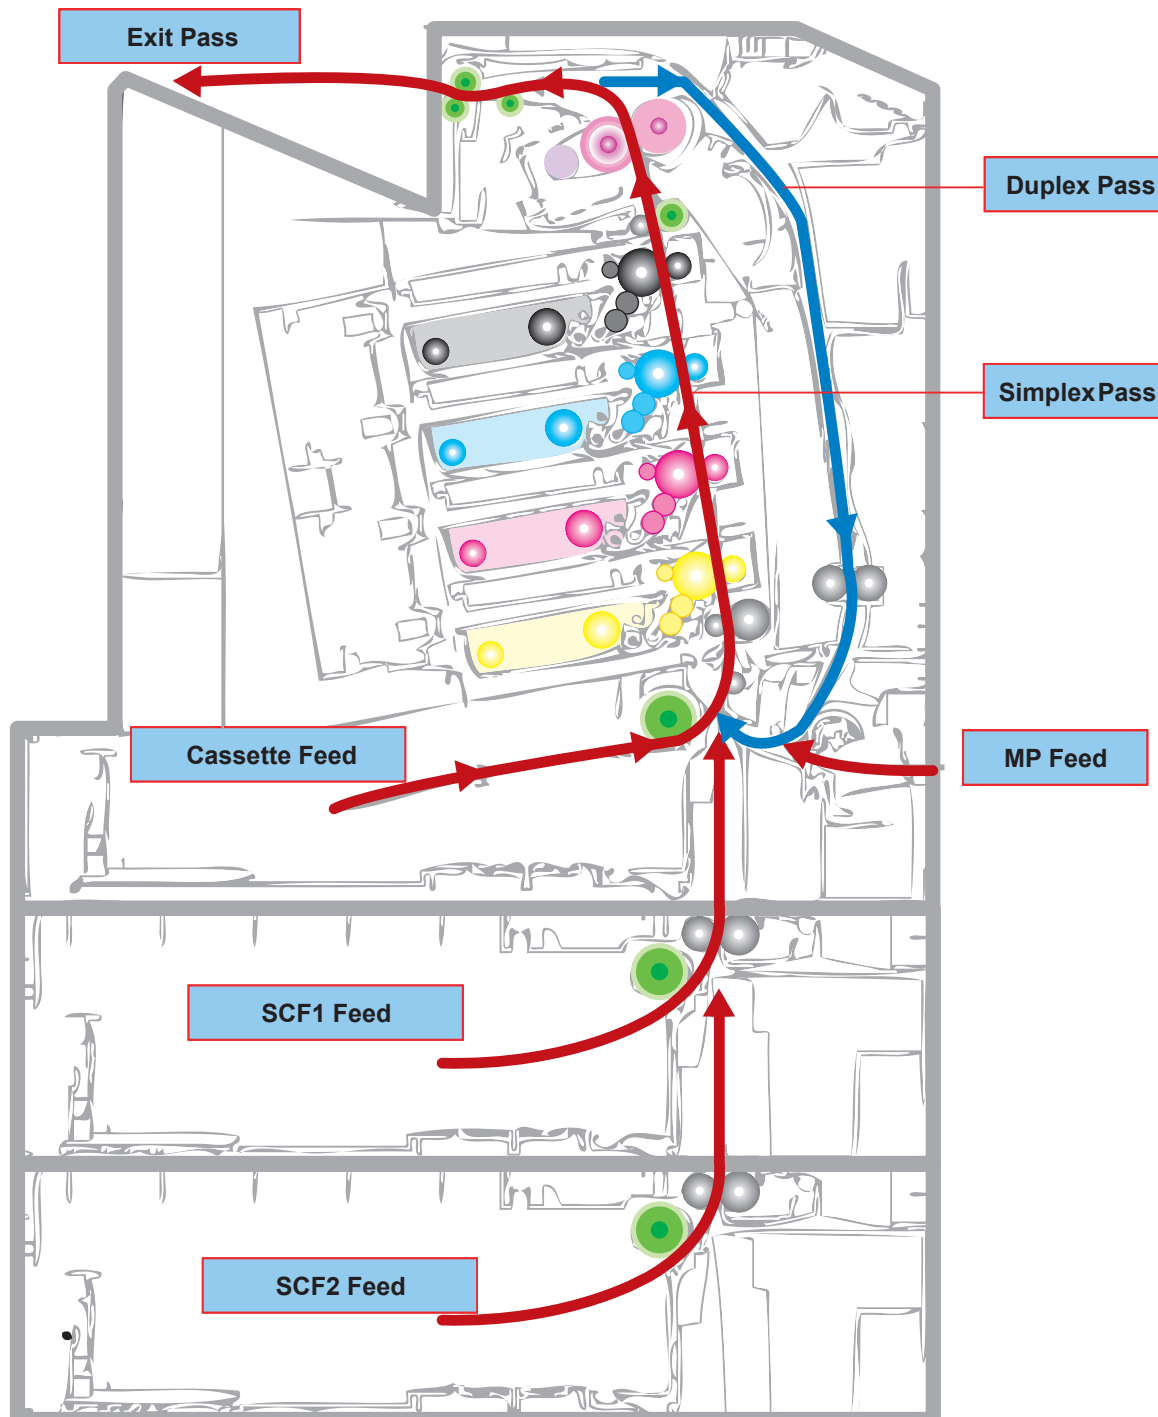 Exit Pass
Duplex Pass
Simplex Pass
Cassette Feed
MP Feed
SCF1 Feed
SCF2 Feed